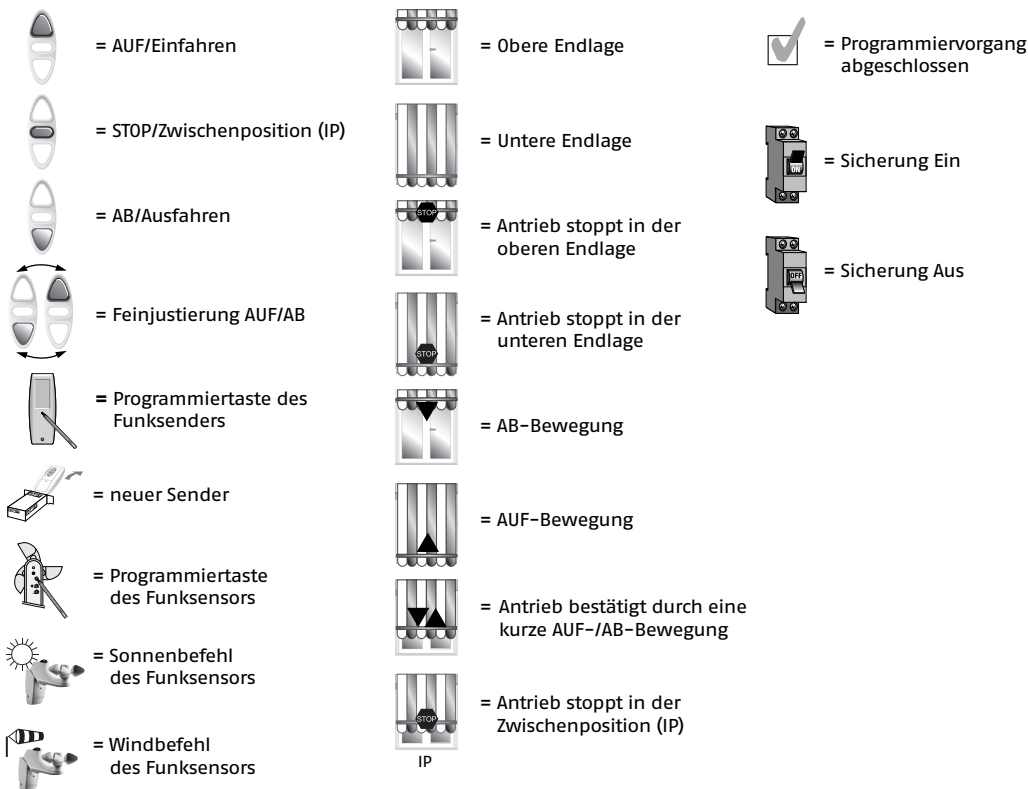 = AUF/Einfahren
= STOP/Zwischenposition (IP)
= AB/Ausfahren
= Feinjustierung AUF/AB
= Programmiertaste des
Funksenders
= neuer Sender
= Programmiertaste
des Funksensors
= Sonnenbefehl
des Funksensors
= Windbefehl
des Funksensors
= Obere Endlage
= Untere Endlage
STOP
= Antrieb stoppt in der
oberen Endlage
STOP
= Antrieb stoppt in der
unteren Endlage
= AB-Bewegung
= AUF-Bewegung
= Antrieb bestätigt durch eine
kurze AUF-/AB-Bewegung
STOP
= Antrieb stoppt in der
Zwischenposition (IP)
IP
= Programmiervorgang
abgeschlossen
ON
= Sicherung Ein
OFF
= Sicherung Aus